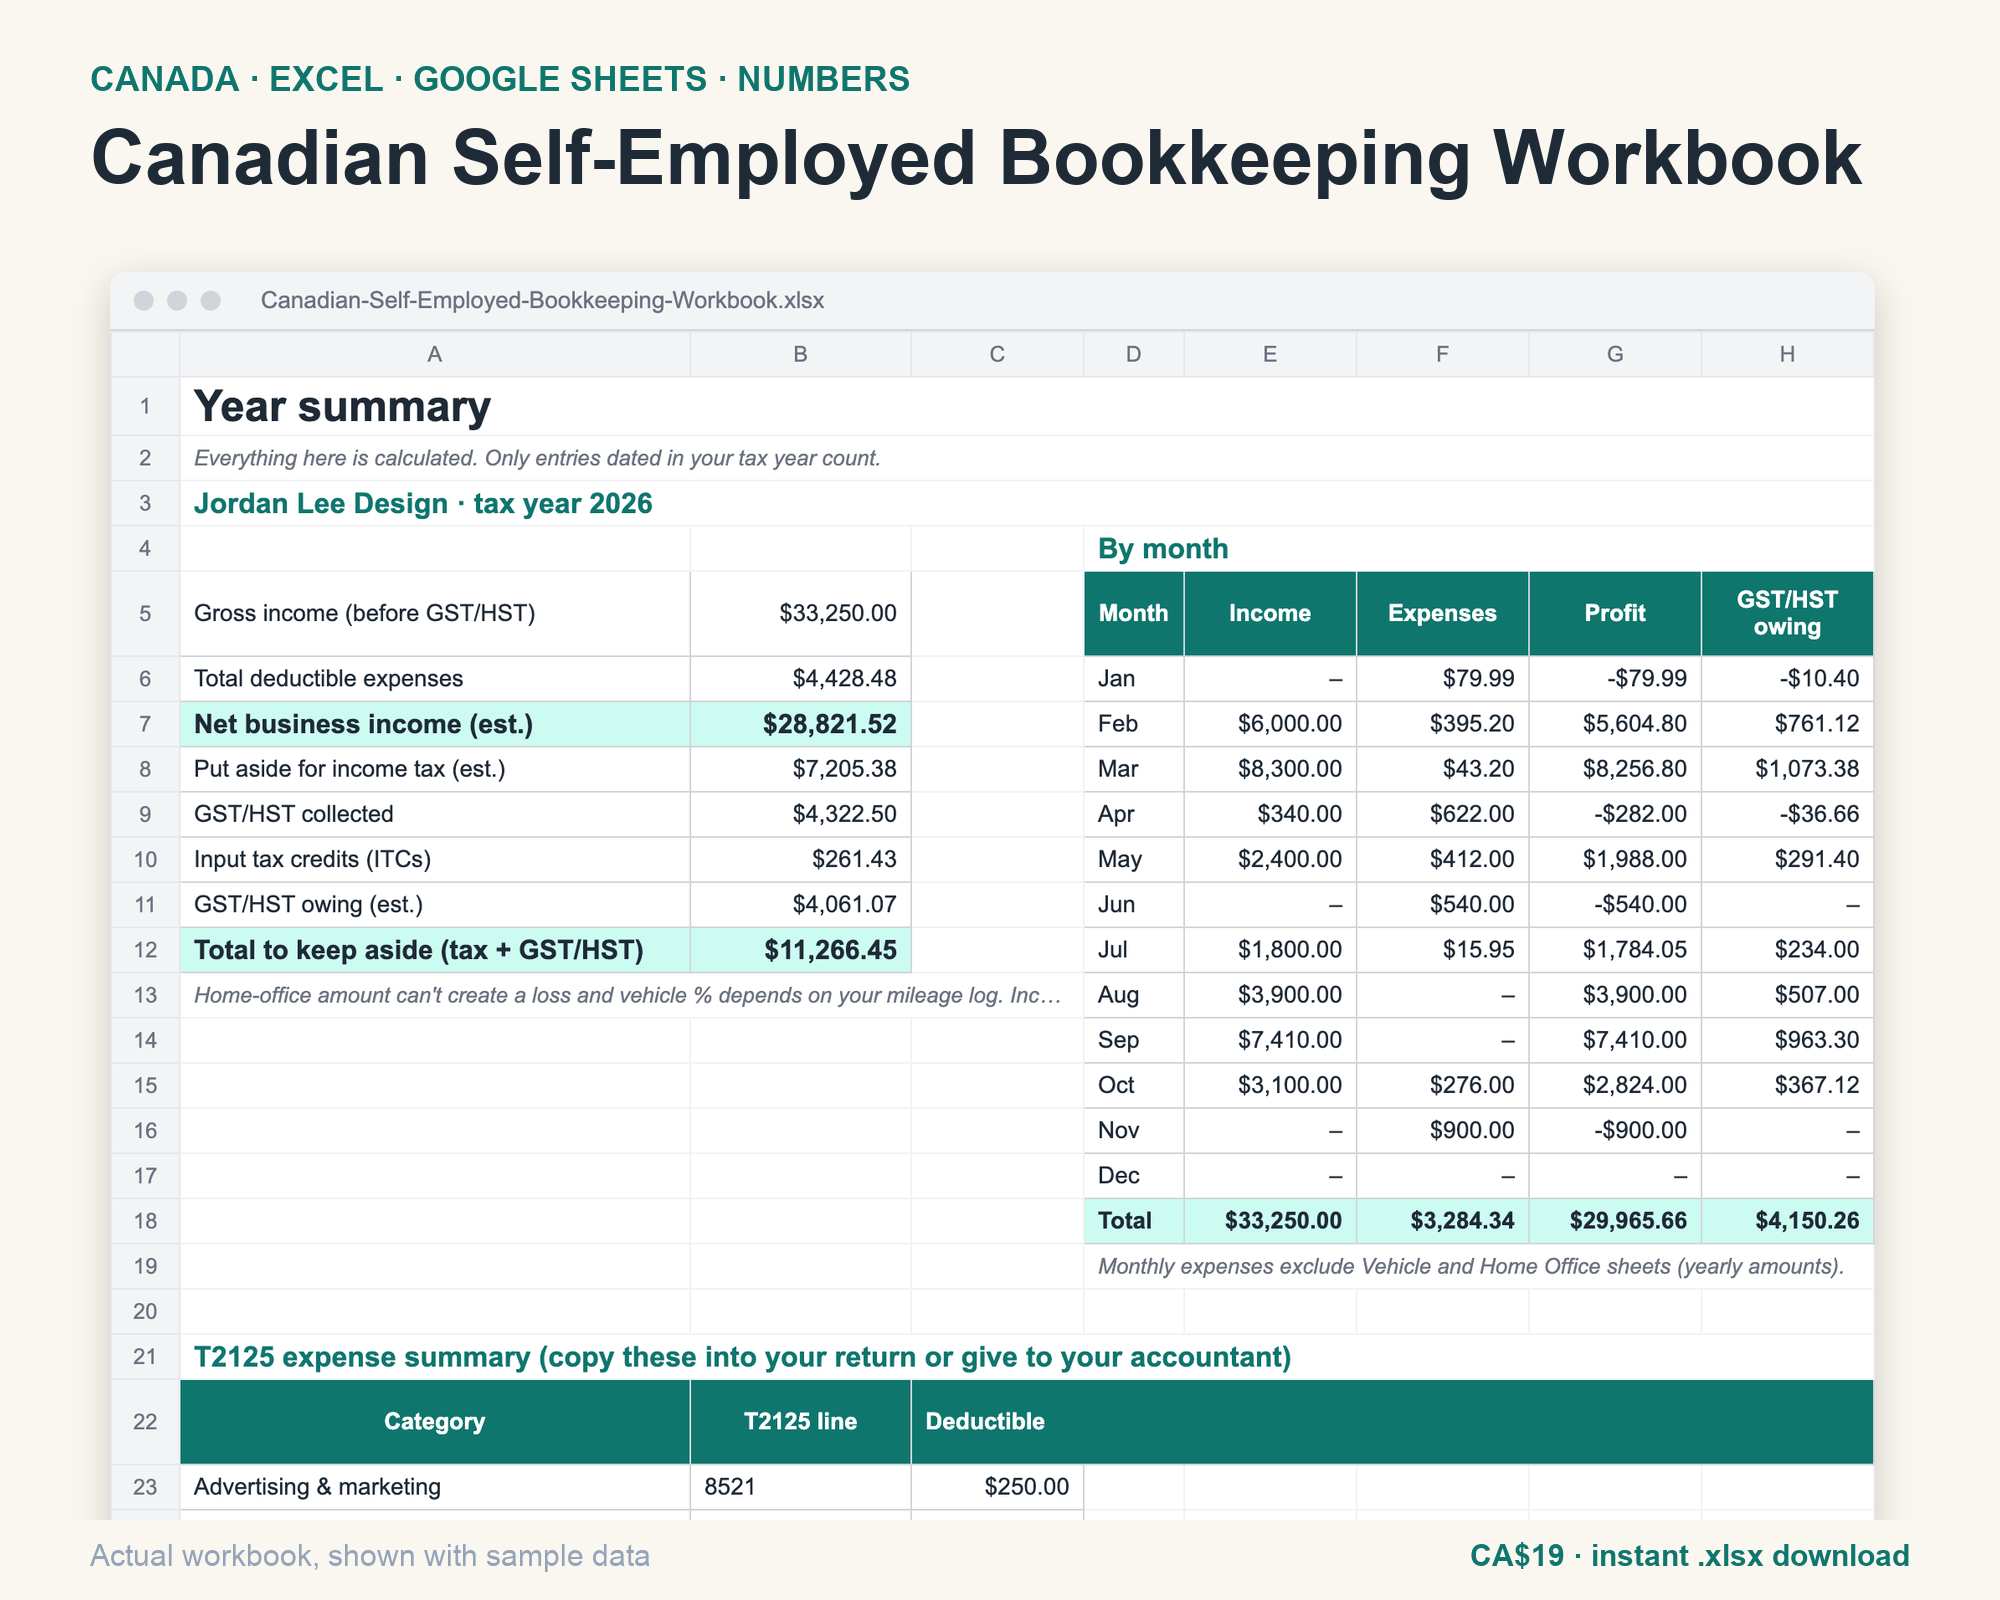 CANADA · EXCEL · GOOGLE SHEETS · NUMBERS
Canadian Self-Employed Bookkeeping Workbook
Canadian-Self-Employed-Bookkeeping-Workbook.xlsx
A B C D E F G H
1 Year summary
2 Everything here is calculated. Only entries dated in your tax year count.
3 Jordan Lee Design · tax year 2026
4 By month
5 Gross income (before GST/HST) $33,250.00 Month Income Expenses Profit GST/HST owing
6 Total deductible expenses $4,428.48 Jan – $79.99 -$79.99 -$10.40
7 Net business income (est.) $28,821.52 Feb $6,000.00 $395.20 $5,604.80 $761.12
8 Put aside for income tax (est.) $7,205.38 Mar $8,300.00 $43.20 $8,256.80 $1,073.38
9 GST/HST collected $4,322.50 Apr $340.00 $622.00 -$282.00 -$36.66
10 Input tax credits (ITCs) $261.43 May $2,400.00 $412.00 $1,988.00 $291.40
11 GST/HST owing (est.) $4,061.07 Jun – $540.00 -$540.00 –
12 Total to keep aside (tax + GST/HST) $11,266.45 Jul $1,800.00 $15.95 $1,784.05 $234.00
13 Home-office amount can't create a loss and vehicle % depends on your mileage log. Inc… Aug $3,900.00 – $3,900.00 $507.00
14 Sep $7,410.00 – $7,410.00 $963.30
15 Oct $3,100.00 $276.00 $2,824.00 $367.12
16 Nov – $900.00 -$900.00 –
17 Dec – – – –
18 Total $33,250.00 $3,284.34 $29,965.66 $4,150.26
19 Monthly expenses exclude Vehicle and Home Office sheets (yearly amounts).
20
21 T2125 expense summary (copy these into your return or give to your accountant)
22 Category T2125 line Deductible
23 Advertising & marketing 8521 $250.00
Actual workbook, shown with sample data
CA$19 · instant .xlsx download